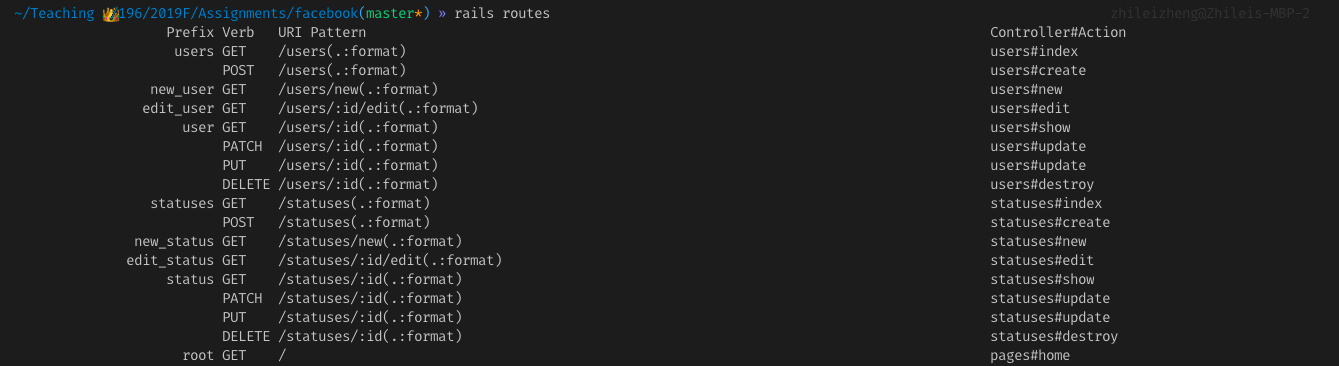 ~/Teaching 196/2019F/Assignments/facebook(master*) » rails routes zhileizheng@Zhileis-MBP-2
Prefix Verb URI Pattern Controller#Action
users GET /users(.:format) users#index
POST /users(.:format) users#create
new_user GET /users/new(.:format) users#new
edit_user GET /users/:id/edit(.:format) users#edit
user GET /users/:id(.:format) users#show
PATCH /users/:id(.:format) users#update
PUT /users/:id(.:format) users#update
DELETE /users/:id(.:format) users#destroy
statuses GET /statuses(.:format) statuses#index
POST /statuses(.:format) statuses#create
new_status GET /statuses/new(.:format) statuses#new
edit_status GET /statuses/:id/edit(.:format) statuses#edit
status GET /statuses/:id(.:format) statuses#show
PATCH /statuses/:id(.:format) statuses#update
PUT /statuses/:id(.:format) statuses#update
DELETE /statuses/:id(.:format) statuses#destroy
root GET / pages#home